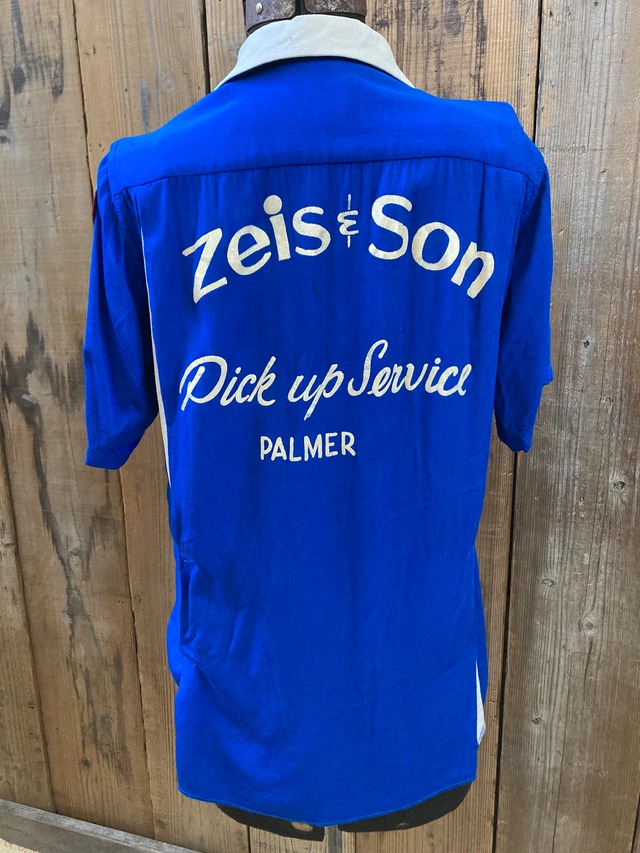 Zeis & Son
Pick up Service
PALMER